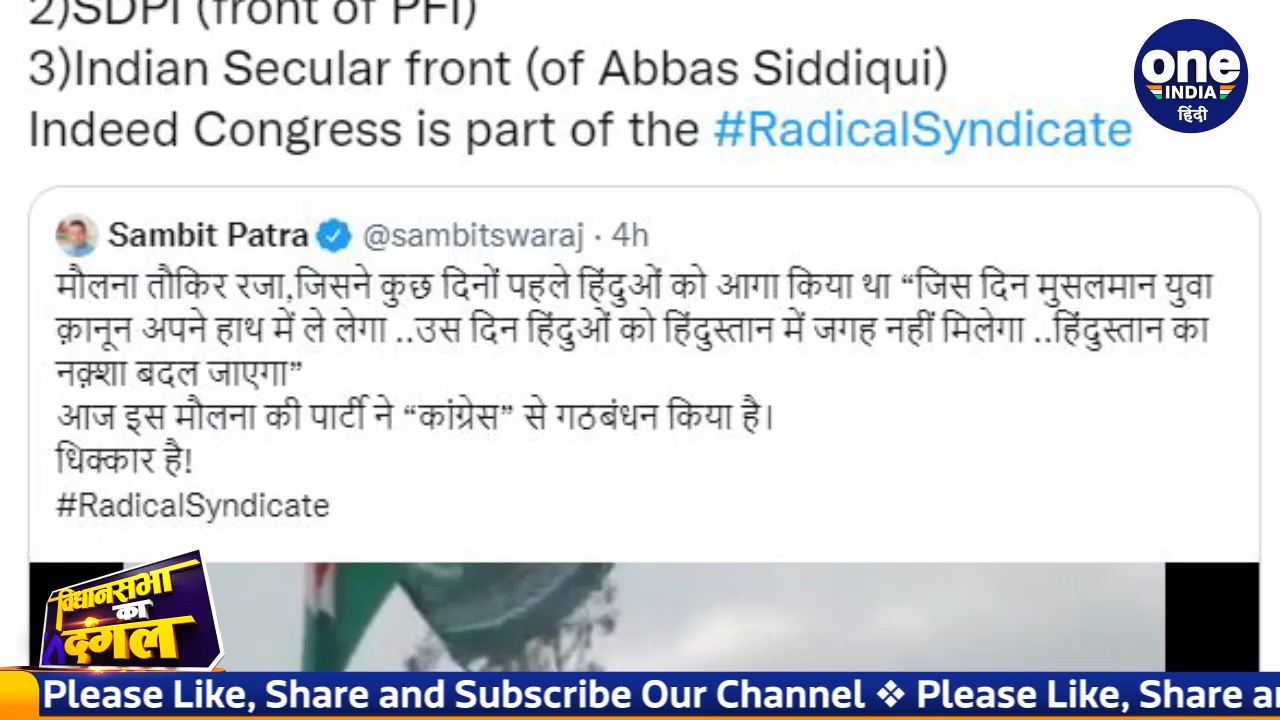 2)SDPI (front of PFI)
3)Indian Secular front (of Abbas Siddiqui)
Indeed Congress is part of the #RadicalSyndicate
one
INDIA
हिंदी
Sambit Patra @sambitswaraj · 4h
मौलना तौकिर रजा,जिसने कुछ दिनों पहले हिंदुओं को आगा किया था “जिस दिन मुसलमान युवा
क़ानून अपने हाथ में ले लेगा ..उस दिन हिंदुओं को हिंदुस्तान में जगह नहीं मिलेगा ..हिंदुस्तान का
नक़्शा बदल जाएगा”
आज इस मौलना की पार्टी ने “कांग्रेस” से गठबंधन किया है।
धिक्कार है!
#RadicalSyndicate
विधानसभा
का
दंगल
Please Like, Share and Subscribe Our Channel ❖ Please Like, Share an